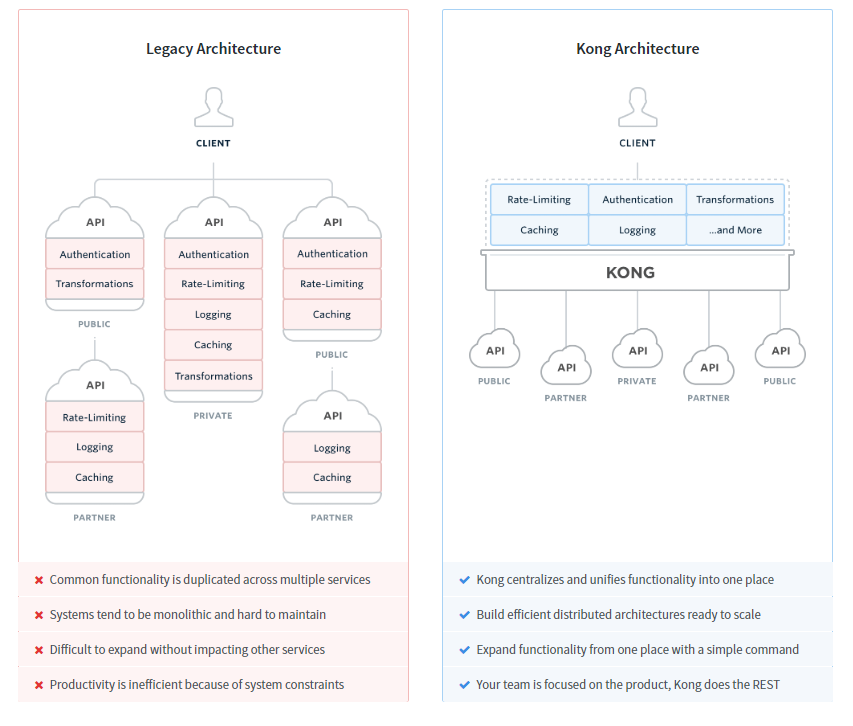 Legacy Architecture
CLIENT
API
Authentication
Transformations
PUBLIC
API
Rate-Limiting
Logging
Caching
PARTNER
API
Authentication
Rate-Limiting
Logging
Caching
Transformations
PRIVATE
API
Authentication
Rate-Limiting
Caching
PUBLIC
API
Logging
Caching
PARTNER
Common functionality is duplicated across multiple services
Systems tend to be monolithic and hard to maintain
Difficult to expand without impacting other services
Productivity is inefficient because of system constraints
Kong Architecture
CLIENT
Rate-Limiting
Authentication
Transformations
Caching
Logging
...and More
KONG
API
PUBLIC
API
PARTNER
API
PRIVATE
API
PARTNER
API
PUBLIC
Kong centralizes and unifies functionality into one place
Build efficient distributed architectures ready to scale
Expand functionality from one place with a simple command
Your team is focused on the product, Kong does the REST